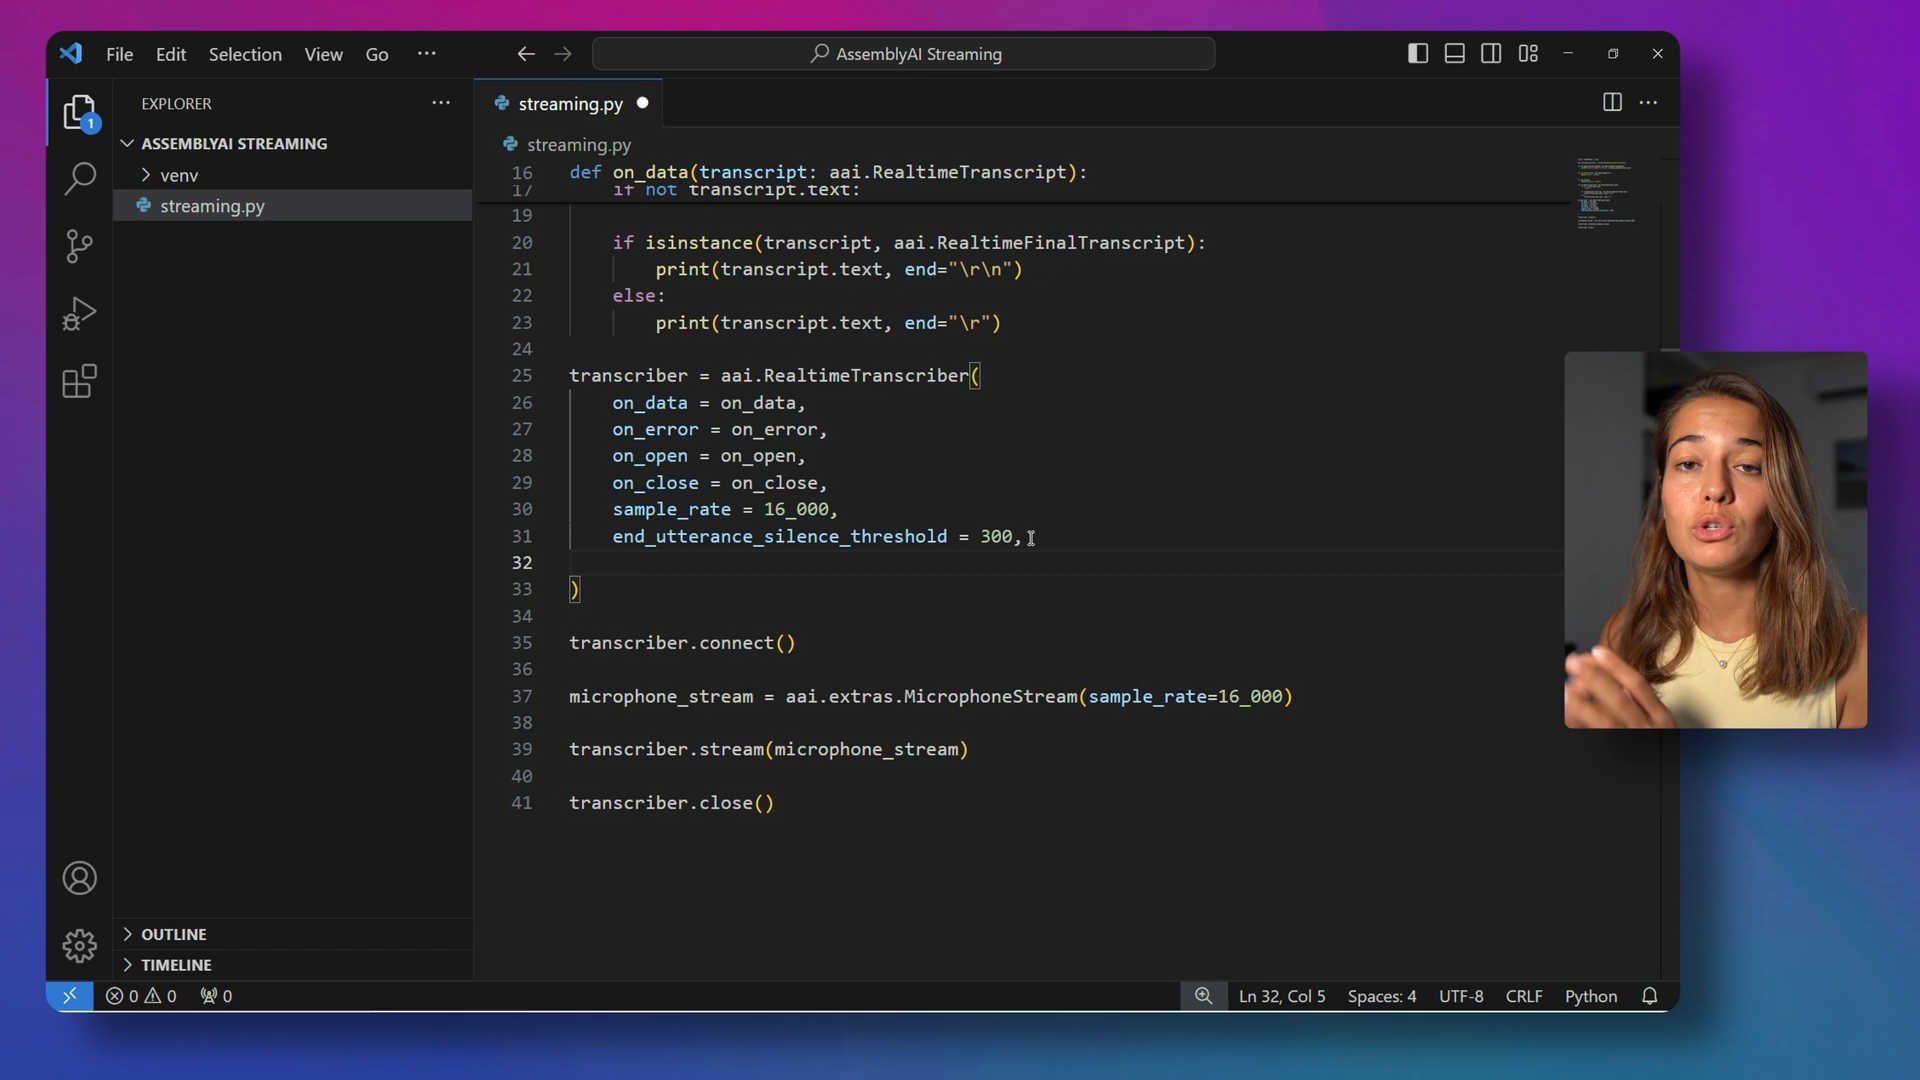 File Edit Selection View Go ···
AssemblyAI Streaming
EXPLORER
ASSEMBLYAI STREAMING
venv
streaming.py
1
streaming.py
streaming.py
16 def on_data(transcript: aai.RealtimeTranscript):
17 if not transcript.text:
19
20 if isinstance(transcript, aai.RealtimeFinalTranscript):
21 print(transcript.text, end="\r\n")
22 else:
23 print(transcript.text, end="\r")
24
25 transcriber = aai.RealtimeTranscriber(
26 on_data = on_data,
27 on_error = on_error,
28 on_open = on_open,
29 on_close = on_close,
30 sample_rate = 16_000,
31 end_utterance_silence_threshold = 300,
32
33 )
34
35 transcriber.connect()
36
37 microphone_stream = aai.extras.MicrophoneStream(sample_rate=16_000)
38
39 transcriber.stream(microphone_stream)
40
41 transcriber.close()
OUTLINE
TIMELINE
0 0 0
Ln 32, Col 5 Spaces: 4 UTF-8 CRLF Python